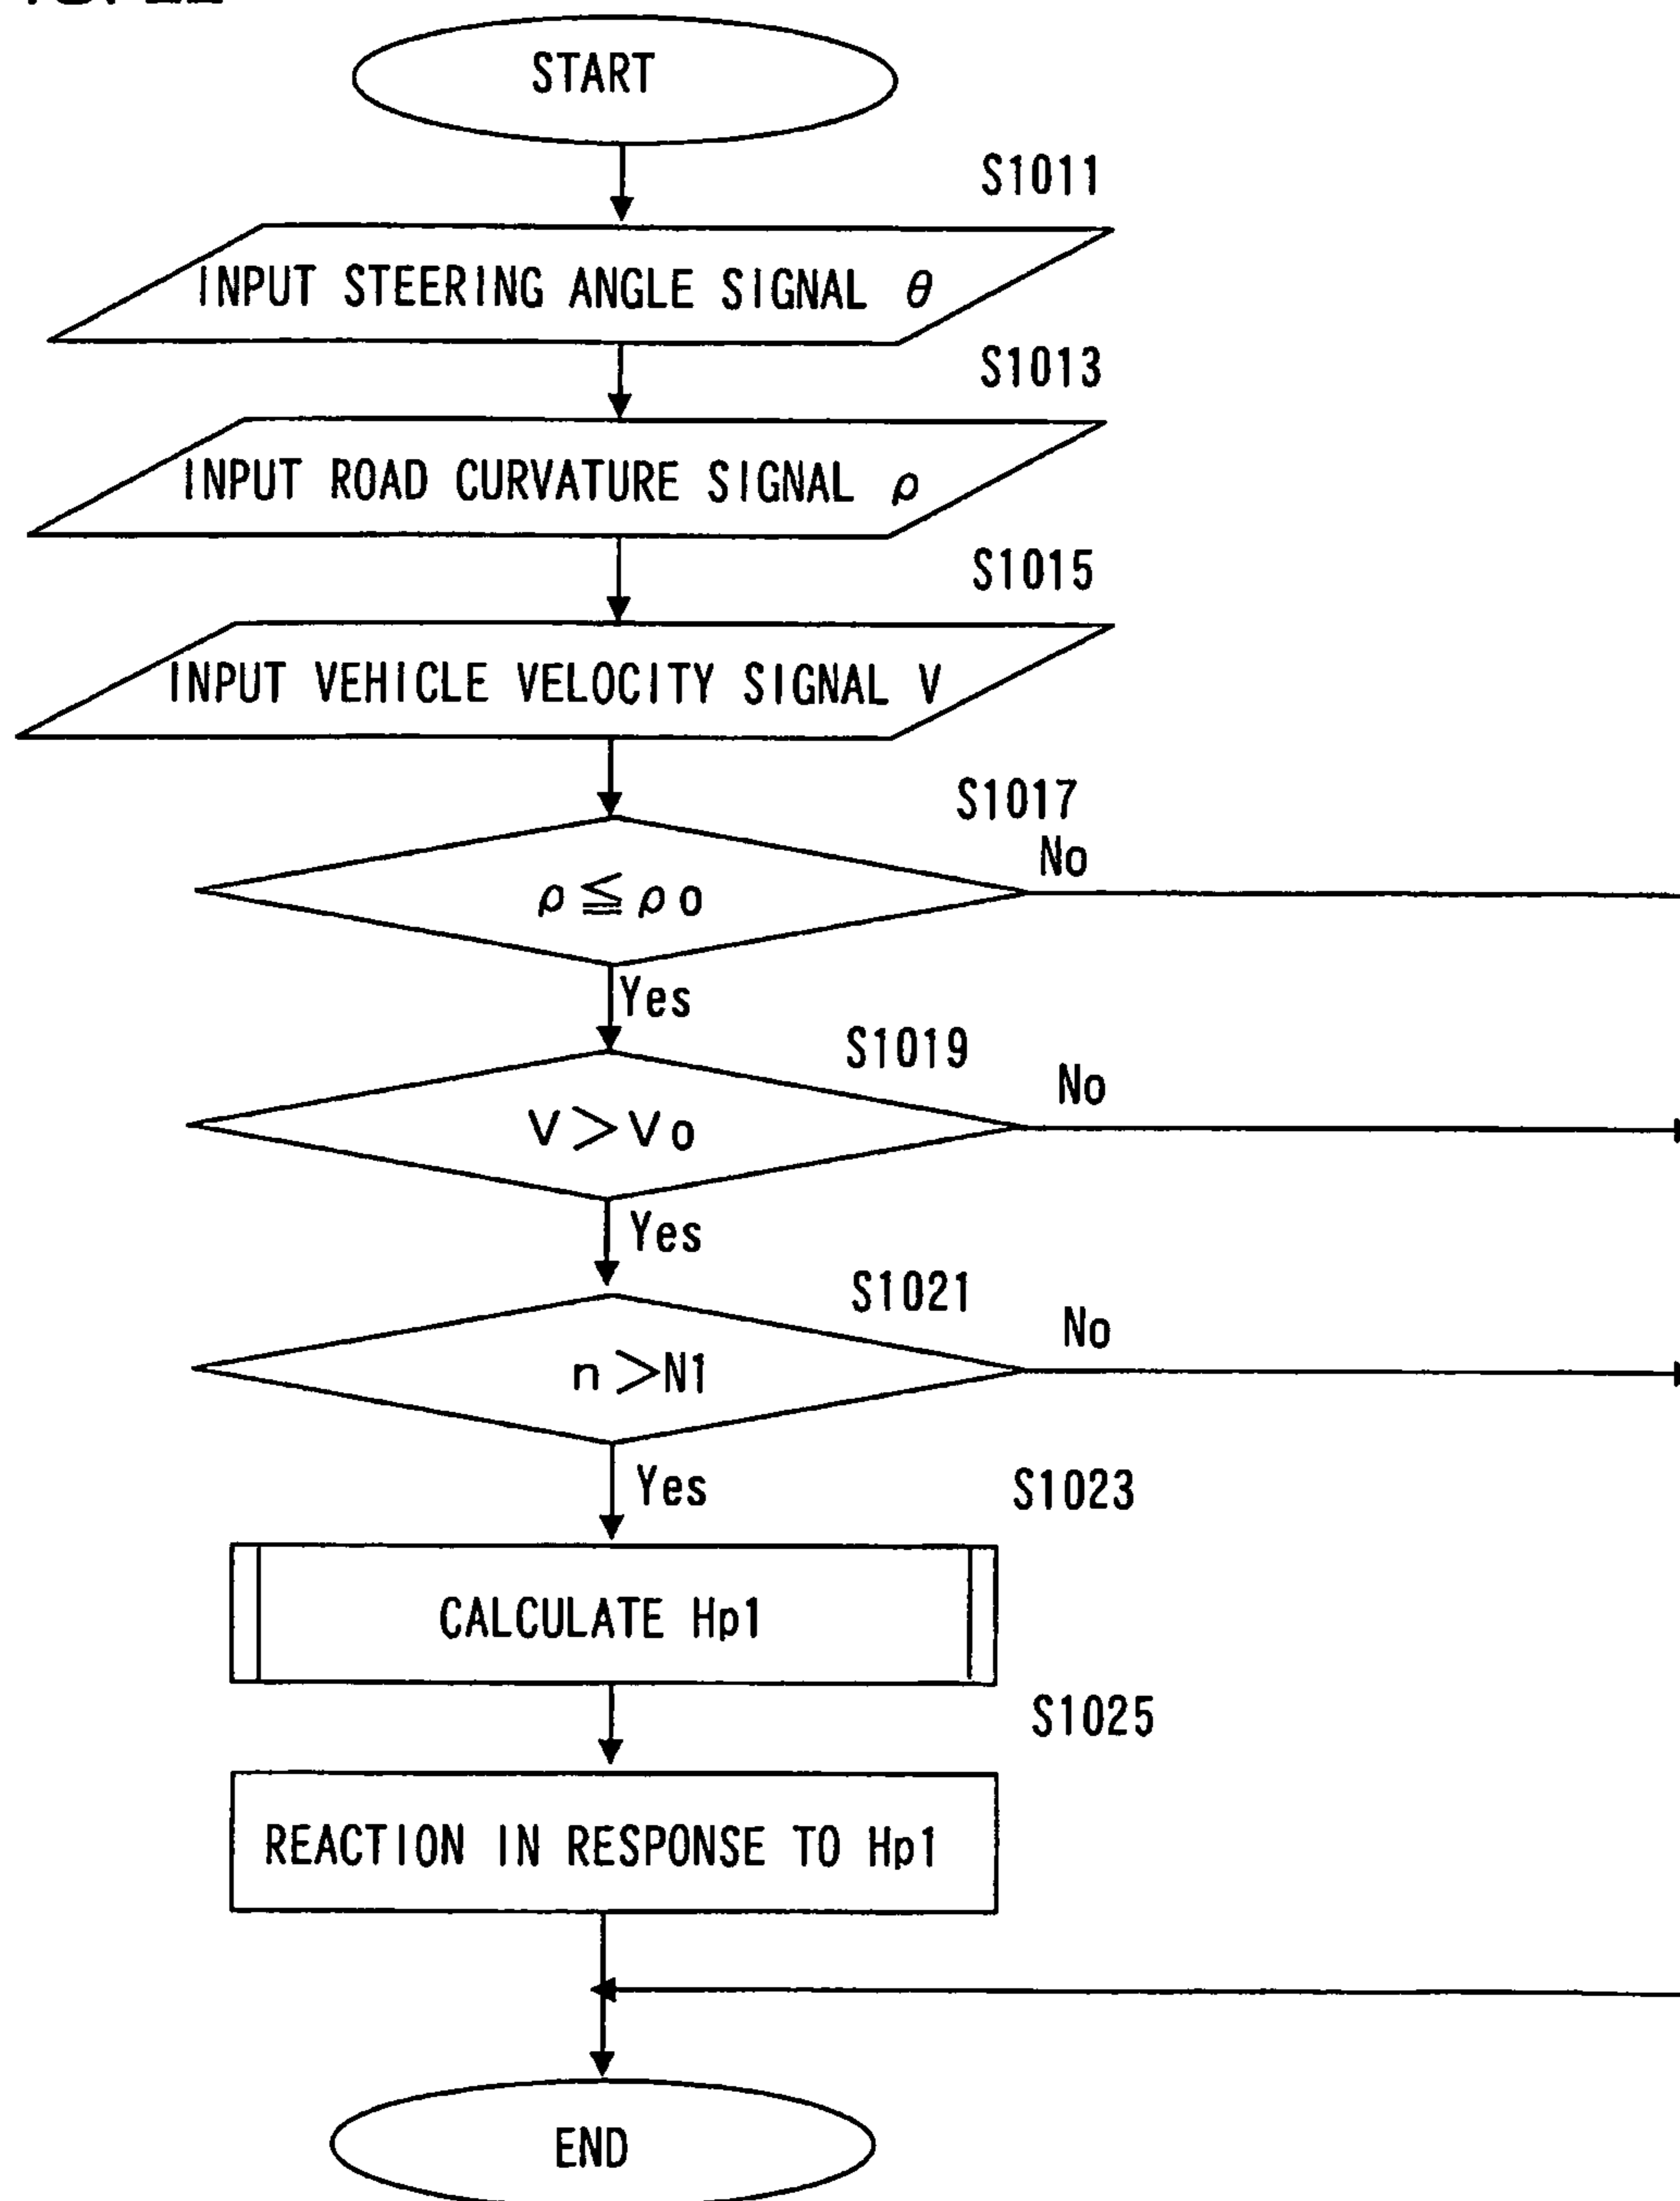 START
S1011
INPUT STEERING ANGLE SIGNAL θ
S1013
INPUT ROAD CURVATURE SIGNAL ρ
S1015
INPUT VEHICLE VELOCITY SIGNAL V
S1017
No
ρ ≦ ρo
Yes
S1019
No
V > Vo
Yes
S1021
No
n > N1
Yes
S1023
CALCULATE Hp1
S1025
REACTION IN RESPONSE TO Hp1
END